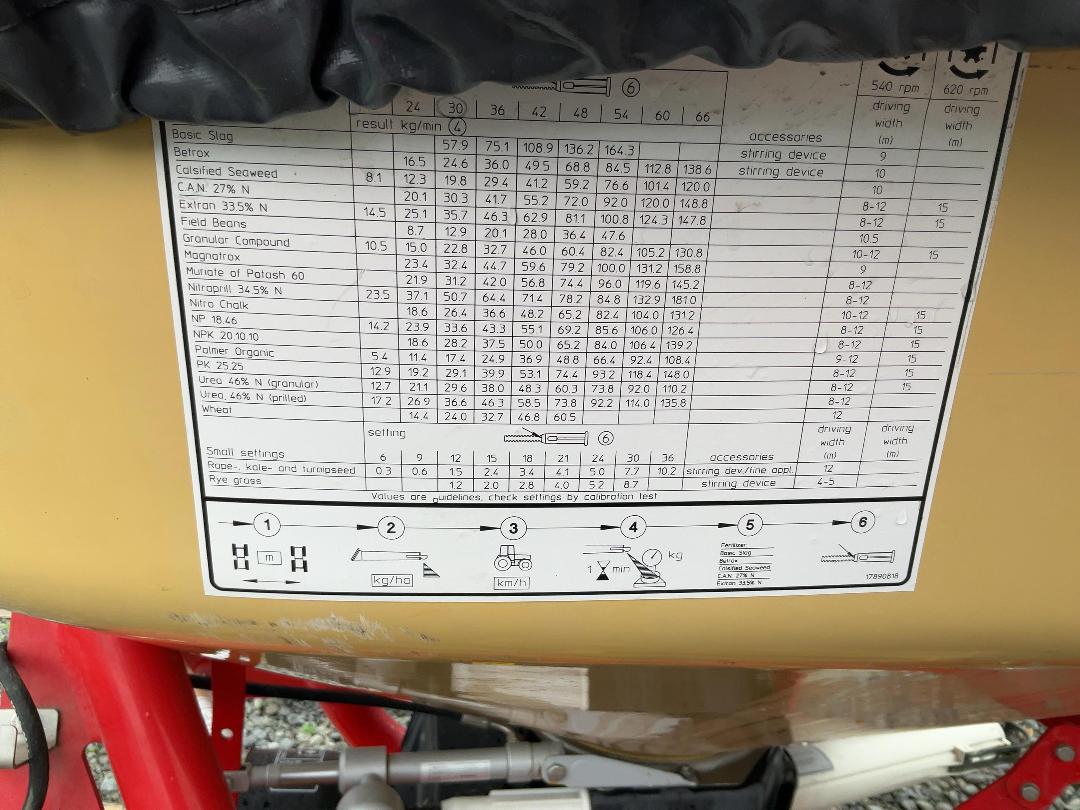 6 540 rpm 620 rpm
24 30 36 42 48 54 60 66 driving driving
result kg/min 4 accessories width width
(m) (m)
Basic Slag 57.9 75.1 108.9 136.2 164.3 stirring device 9
Betrox 16.5 24.6 36.0 49.5 68.8 84.5 112.8 138.6 stirring device 10
Calsified Seaweed 8.1 12.3 19.8 29.4 41.2 59.2 76.6 101.4 120.0 10
C.A.N. 27% N 20.1 30.3 41.7 55.2 72.0 92.0 120.0 148.8 8-12 15
Extran 33.5% N 14.5 25.1 35.7 46.3 62.9 81.1 100.8 124.3 147.8 8-12 15
Field Beans 8.7 12.9 20.1 28.0 36.4 47.6 10.5
Granular Compound 10.5 15.0 22.8 32.7 46.0 60.4 82.4 105.2 130.8 10-12 15
Magnatrox 23.4 32.4 44.7 59.6 79.2 100.0 131.2 158.8 9
Muriate of Potash 60 21.9 31.2 42.0 56.8 74.4 96.0 119.6 145.2 8-12
Nitraprill 34.5% N 23.5 37.1 50.7 64.4 71.4 78.2 84.8 132.9 181.0 8-12
Nitro Chalk 18.6 26.4 36.6 48.2 65.2 82.4 104.0 131.2 10-12 15
NP 18.46 14.2 23.9 33.6 43.3 55.1 69.2 85.6 106.0 126.4 8-12 15
NPK 20.10.10 18.6 28.2 37.5 50.0 65.2 84.0 106.4 139.2 8-12 15
Palmer Organic 5.4 11.4 17.4 24.9 36.9 48.8 66.4 92.4 108.4 9-12 15
PK 25.25 12.9 19.2 29.1 39.9 53.1 74.4 93.2 118.4 148.0 8-12 15
Urea 46% N (granular) 12.7 21.1 29.6 38.0 48.3 60.3 73.8 92.0 110.2 8-12
Urea, 46% N (prilled) 17.2 26.9 36.6 46.3 58.5 73.8 92.2 114.0 135.8 8-12
Wheat 14.4 24.0 32.7 46.8 60.5 12
setting 6 driving driving
width width
Small settings 6 9 12 15 18 21 24 30 36 accessories (m) (m)
Rape-, kale- and turnipseed 0.3 0.6 1.5 2.4 3.4 4.1 5.0 7.7 10.2 stirring dev./fine appl. 12
Rye grass 1.2 2.0 2.8 4.0 5.2 8.7 stirring device 4-5
Values are guidelines, check settings by calibration test
1 2 3 4 5 6
m kg/ha km/h 1 min kg
Fertilizer:
Basic Slag
Betrox
Calsified Seaweed
C.A.N. 27% N
Extran 33.5% N
17890818